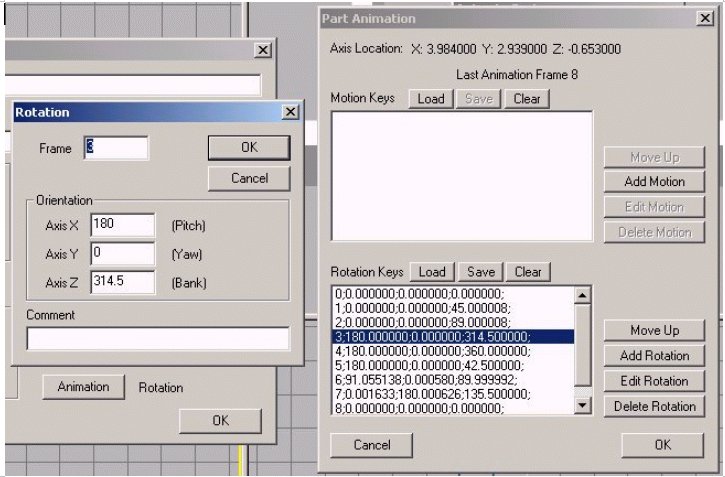 Rotation
Frame 3
OK
Cancel
Orientation
Axis X 180 (Pitch)
Axis Y 0 (Yaw)
Axis Z 314.5 (Bank)
Comment
Animation Rotation
OK
Part Animation
Axis Location: X: 3.984000 Y: 2.939000 Z: -0.653000
Last Animation Frame 8
Motion Keys Load Save Clear
Move Up
Add Motion
Edit Motion
Delete Motion
Rotation Keys Load Save Clear
0;0.000000;0.000000;0.000000;
1;0.000000;0.000000;45.000008;
2;0.000000;0.000000;89.000008;
3;180.000000;0.000000;314.500000;
4;180.000000;0.000000;360.000000;
5;180.000000;0.000000;42.500000;
6;91.055138;0.000580;89.999992;
7;0.001633;180.000626;135.500000;
8;0.000000;0.000000;0.000000;
Move Up
Add Rotation
Edit Rotation
Delete Rotation
Cancel
OK